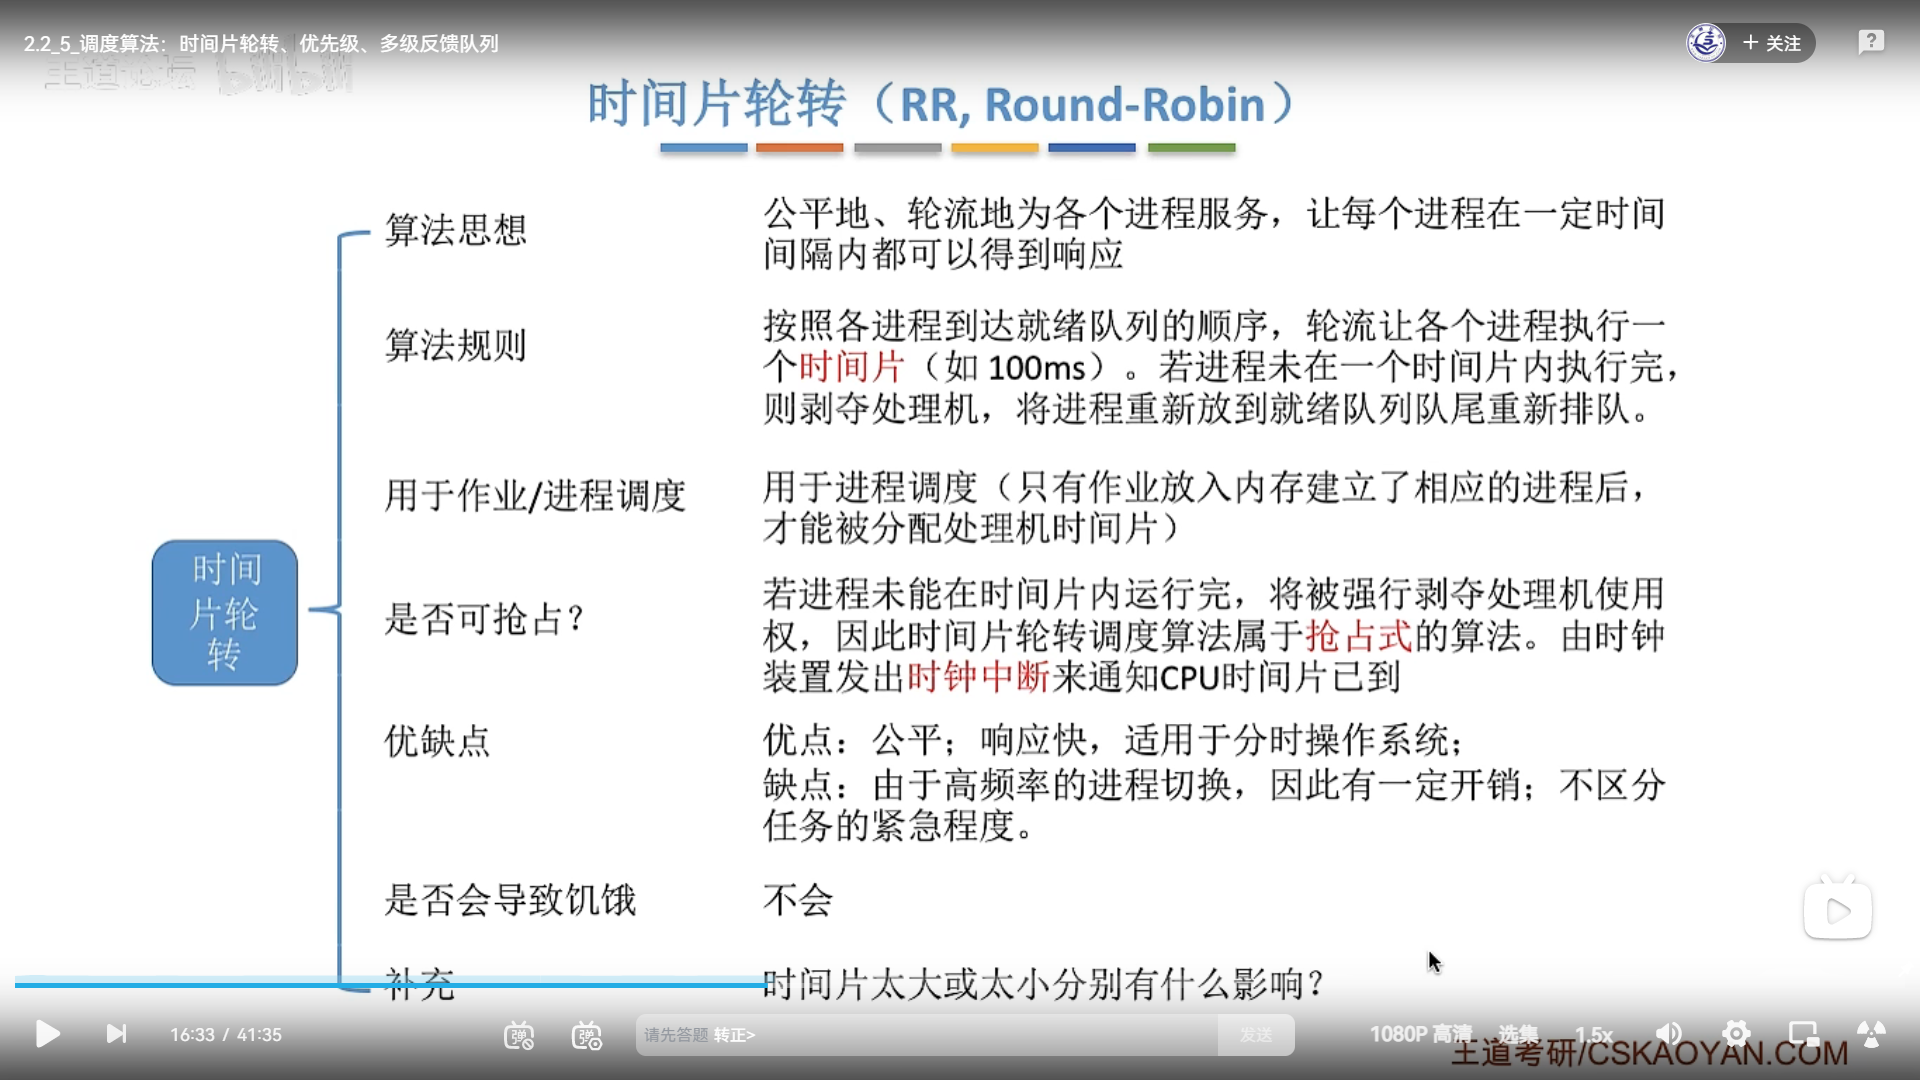 2.2_5_调度算法：时间片轮转、优先级、多级反馈队列
+ 关注
王道论坛 bilibili
时间片轮转（RR, Round-Robin）
算法思想
公平地、轮流地为各个进程服务，让每个进程在一定时间
间隔内都可以得到响应
算法规则
按照各进程到达就绪队列的顺序，轮流让各个进程执行一
个时间片（如 100ms）。若进程未在一个时间片内执行完，
则剥夺处理机，将进程重新放到就绪队列队尾重新排队。
用于作业/进程调度
用于进程调度（只有作业放入内存建立了相应的进程后，
才能被分配处理机时间片）
时间
片轮
转
是否可抢占？
若进程未能在时间片内运行完，将被强行剥夺处理机使用
权，因此时间片轮转调度算法属于抢占式的算法。由时钟
装置发出时钟中断来通知CPU时间片已到
优缺点
优点：公平；响应快，适用于分时操作系统；
缺点：由于高频率的进程切换，因此有一定开销；不区分
任务的紧急程度。
是否会导致饥饿
不会
补充
时间片太大或太小分别有什么影响？
16:33 / 41:35
弹
弹
请先答题 转正>
发送
1080P 高清
选集
1.5x
王道考研/CSKAOYAN.COM